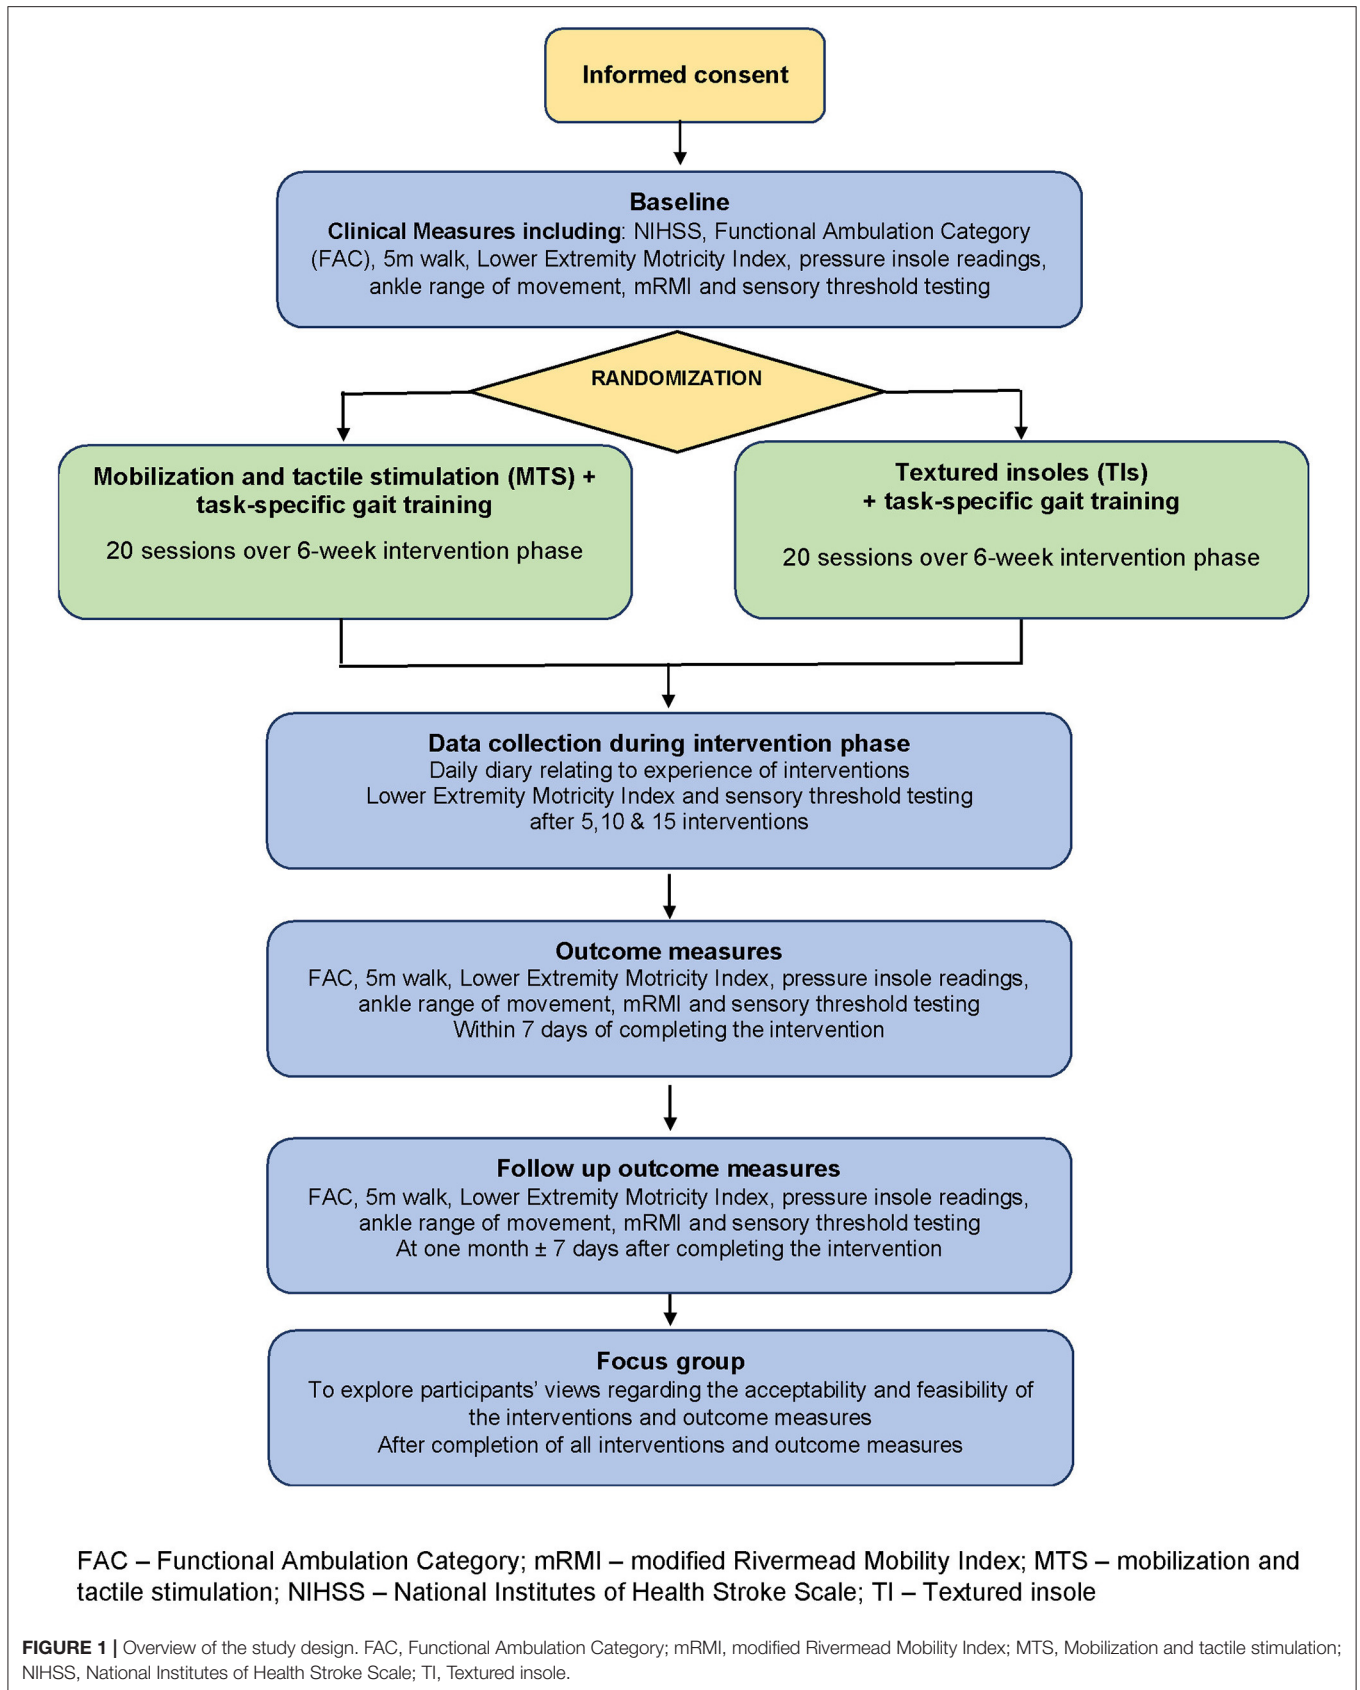 Informed consent
Baseline
Clinical Measures including: NIHSS, Functional Ambulation Category
(FAC), 5m walk, Lower Extremity Motricity Index, pressure insole readings,
ankle range of movement, mRMI and sensory threshold testing
RANDOMIZATION
Mobilization and tactile stimulation (MTS) +
task-specific gait training
20 sessions over 6-week intervention phase
Textured insoles (TIs)
+ task-specific gait training
20 sessions over 6-week intervention phase
Data collection during intervention phase
Daily diary relating to experience of interventions
Lower Extremity Motricity Index and sensory threshold testing
after 5,10 & 15 interventions
Outcome measures
FAC, 5m walk, Lower Extremity Motricity Index, pressure insole readings,
ankle range of movement, mRMI and sensory threshold testing
Within 7 days of completing the intervention
Follow up outcome measures
FAC, 5m walk, Lower Extremity Motricity Index, pressure insole readings,
ankle range of movement, mRMI and sensory threshold testing
At one month ± 7 days after completing the intervention
Focus group
To explore participants’ views regarding the acceptability and feasibility of
the interventions and outcome measures
After completion of all interventions and outcome measures
FAC – Functional Ambulation Category; mRMI – modified Rivermead Mobility Index; MTS – mobilization and
tactile stimulation; NIHSS – National Institutes of Health Stroke Scale; TI – Textured insole
FIGURE 1 | Overview of the study design. FAC, Functional Ambulation Category; mRMI, modified Rivermead Mobility Index; MTS, Mobilization and tactile stimulation;
NIHSS, National Institutes of Health Stroke Scale; TI, Textured insole.